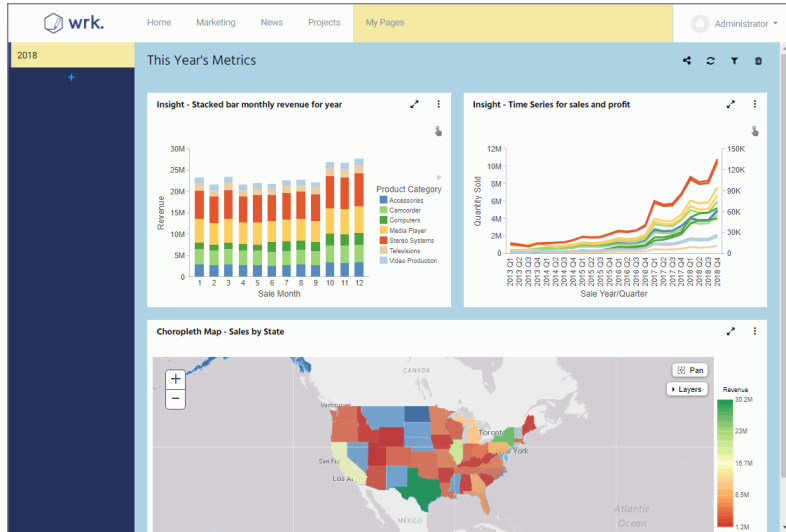 wrk.
Home Marketing News Projects My Pages
Administrator
2018
+
This Year's Metrics
Insight - Stacked bar monthly revenue for year
30M
25M
20M
15M
10M
5M
0
Revenue
1 2 3 4 5 6 7 8 9 10 11 12
Sale Month
Product Category
Accessories
Camcorder
Computers
Media Player
Stereo Systems
Televisions
Video Production
Insight - Time Series for sales and profit
12M
10M
8M
6M
4M
2M
0
Quantity Sold
150K
120K
90K
60K
30K
0
2013 Q1
2013 Q2
2013 Q3
2013 Q4
2014 Q1
2014 Q2
2014 Q3
2014 Q4
2015 Q1
2015 Q2
2015 Q3
2015 Q4
2016 Q1
2016 Q2
2016 Q3
2016 Q4
2017 Q1
2017 Q2
2017 Q3
2017 Q4
2018 Q1
2018 Q2
2018 Q3
2018 Q4
Sale Year/Quarter
Choropleth Map - Sales by State
+
−
CANADA
Vancouver
Toront
York
San Fr
Los A
MEXICO
Atlantic
Ocean
Pan
Layers
Revenue
30.2M
23M
15.7M
8.5M
1.2M